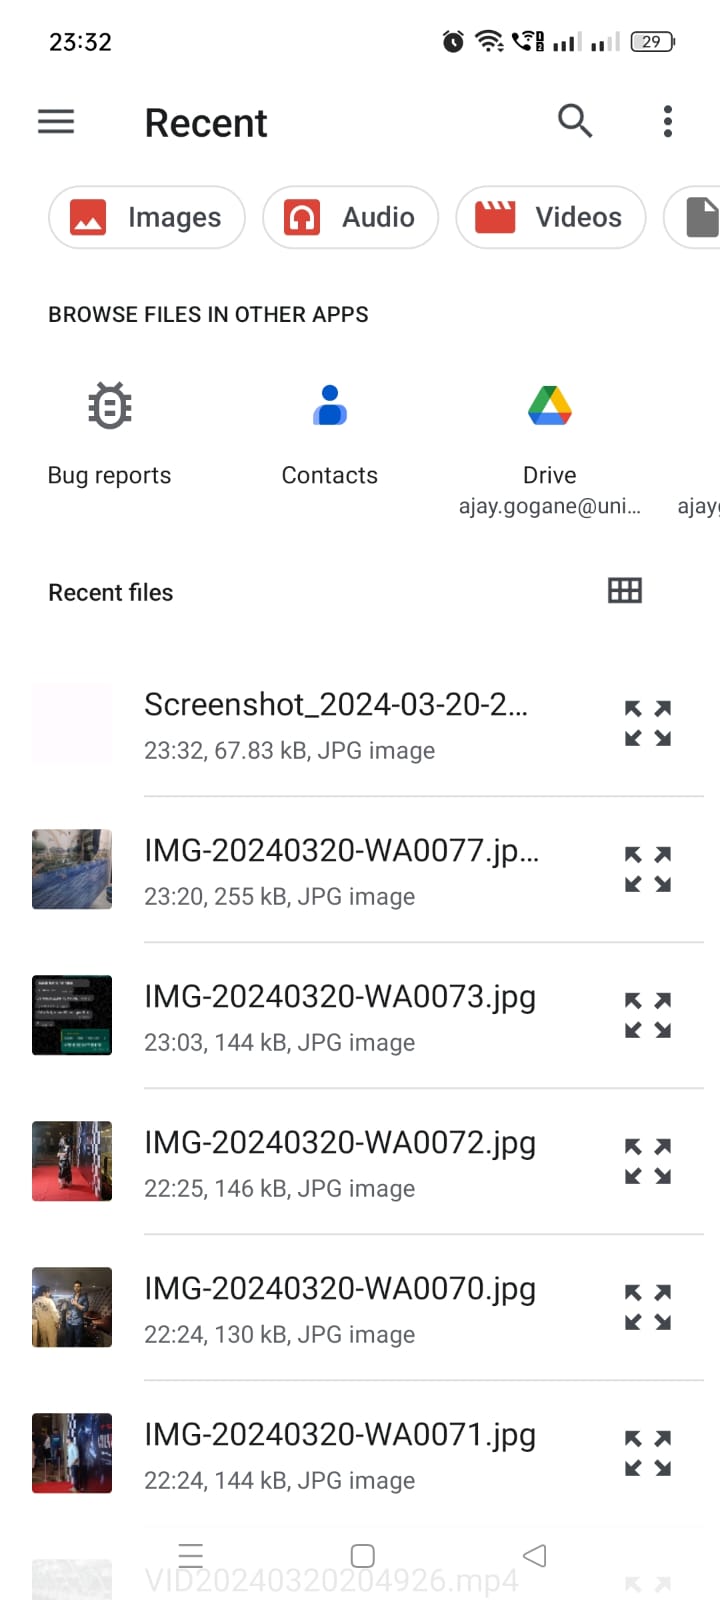 23:32
29
Recent
Images Audio Videos
BROWSE FILES IN OTHER APPS
Bug reports Contacts Drive
ajay.gogane@uni... ajayg
Recent files
Screenshot_2024-03-20-2...
23:32, 67.83 kB, JPG image
IMG-20240320-WA0077.jp...
23:20, 255 kB, JPG image
IMG-20240320-WA0073.jpg
23:03, 144 kB, JPG image
IMG-20240320-WA0072.jpg
22:25, 146 kB, JPG image
IMG-20240320-WA0070.jpg
22:24, 130 kB, JPG image
IMG-20240320-WA0071.jpg
22:24, 144 kB, JPG image
VID20240320204926.mp4